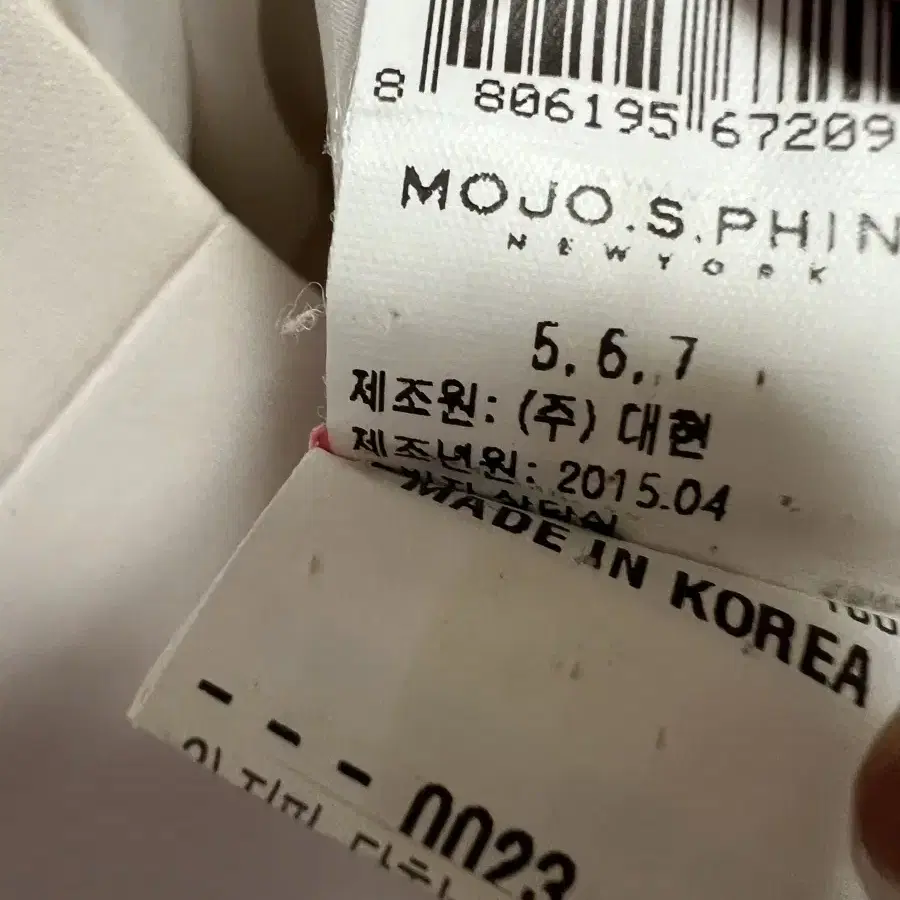 8 806195 67209
MOJO.S.PHIN
NEWYORK
5.6.7
제조원: (주) 대현
제조년원: 2015.04
MADE IN KOREA
- - - 0023